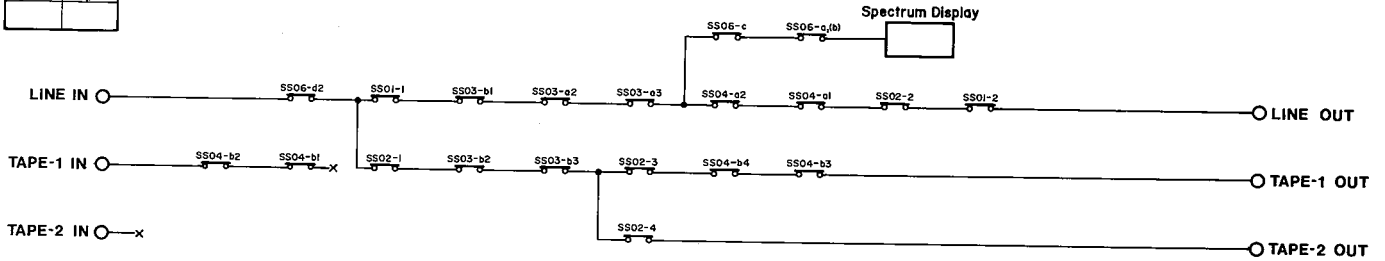 Spectrum Display
SS06-c SS06-a,(b)
LINE IN SS06-d2 SS01-1 SS03-b1 SS03-a2 SS03-a3 SS04-a2 SS04-a1 SS02-2 SS01-2 LINE OUT
TAPE-1 IN SS04-b2 SS04-b1 SS02-1 SS03-b2 SS03-b3 SS02-3 SS04-b4 SS04-b3 TAPE-1 OUT
TAPE-2 IN SS02-4 TAPE-2 OUT